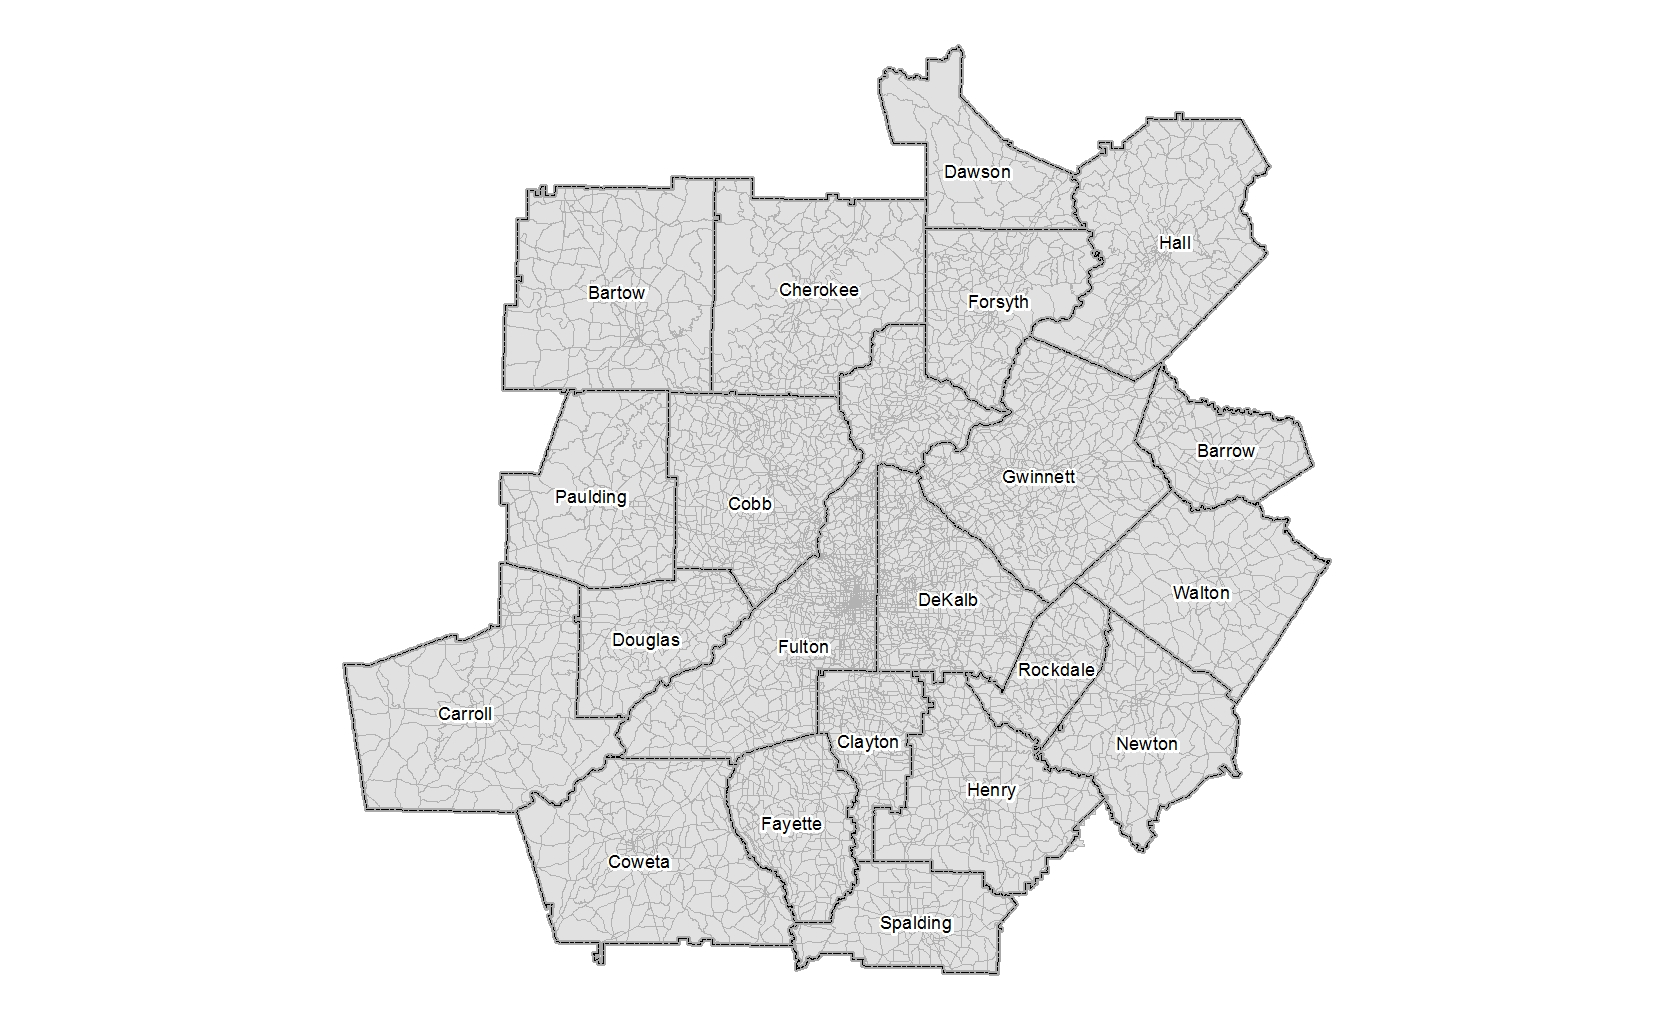 Dawson
Hall
Bartow
Cherokee
Forsyth
Barrow
Gwinnett
Paulding
Cobb
Walton
DeKalb
Douglas
Fulton
Rockdale
Carroll
Clayton
Newton
Henry
Fayette
Coweta
Spalding